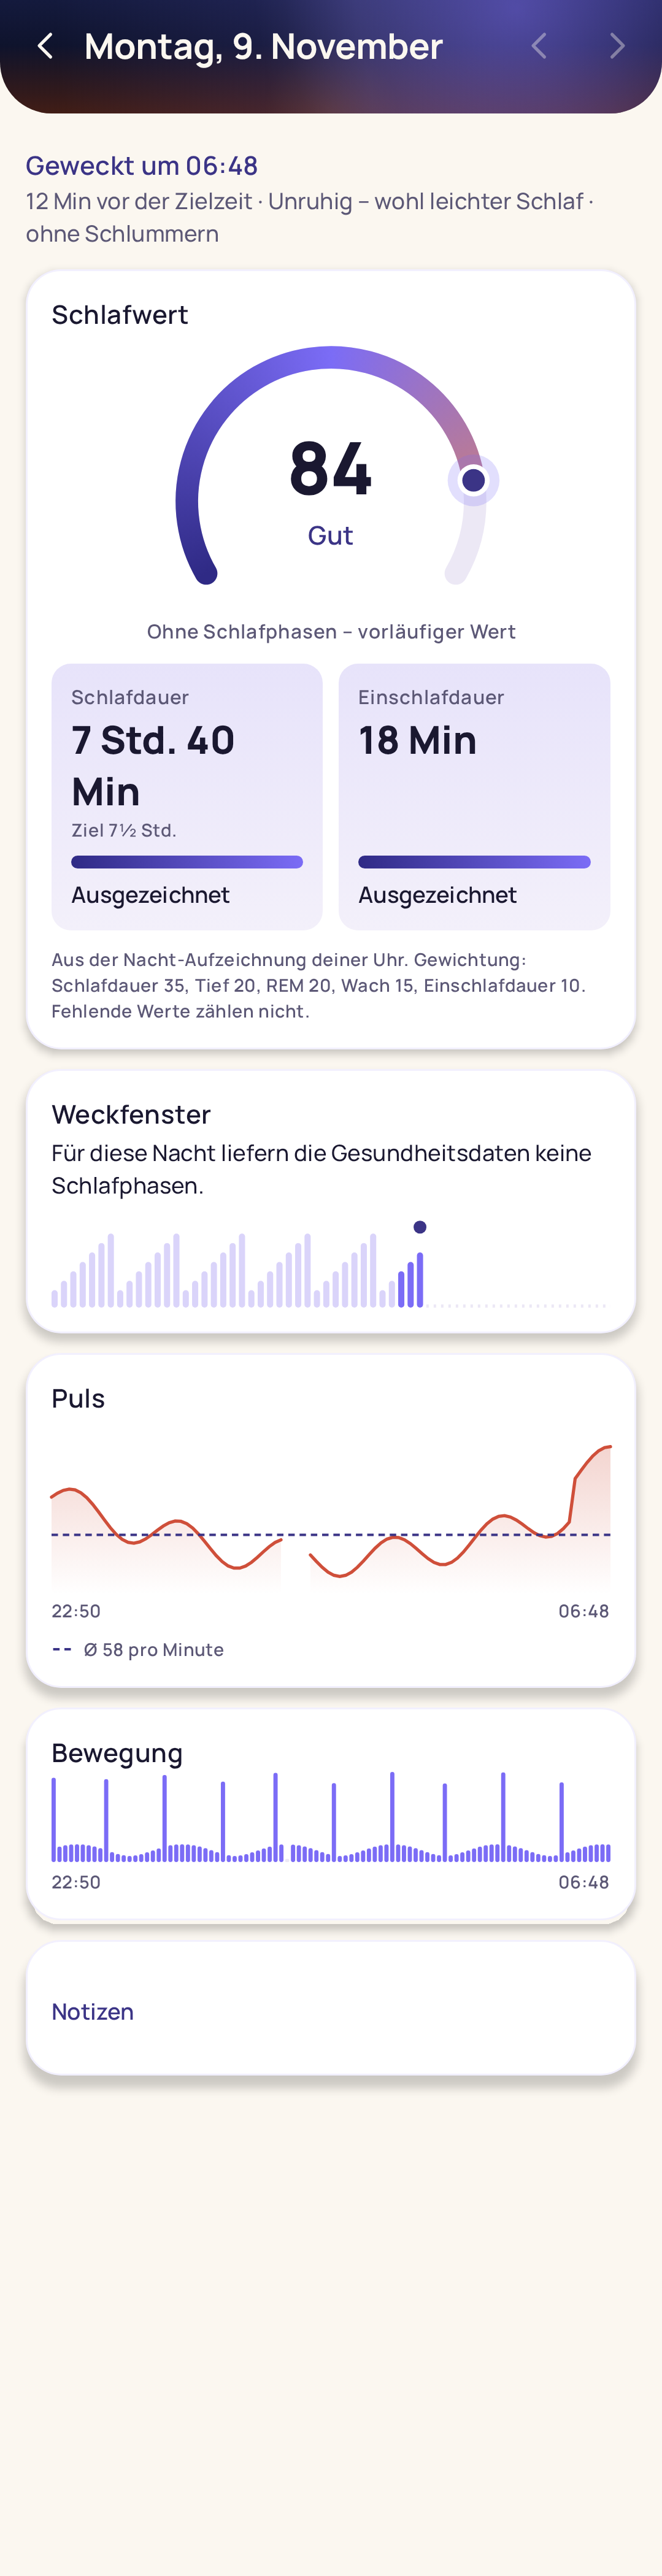 Montag, 9. November
Geweckt um 06:48
12 Min vor der Zielzeit · Unruhig – wohl leichter Schlaf ·
ohne Schlummern
Schlafwert
84
Gut
Ohne Schlafphasen – vorläufiger Wert
Schlafdauer
7 Std. 40
Min
Ziel 7½ Std.
Ausgezeichnet
Einschlafdauer
18 Min
Ausgezeichnet
Aus der Nacht-Aufzeichnung deiner Uhr. Gewichtung:
Schlafdauer 35, Tief 20, REM 20, Wach 15, Einschlafdauer 10.
Fehlende Werte zählen nicht.
Weckfenster
Für diese Nacht liefern die Gesundheitsdaten keine
Schlafphasen.
Puls
22:50 06:48
Ø 58 pro Minute
Bewegung
22:50 06:48
Notizen